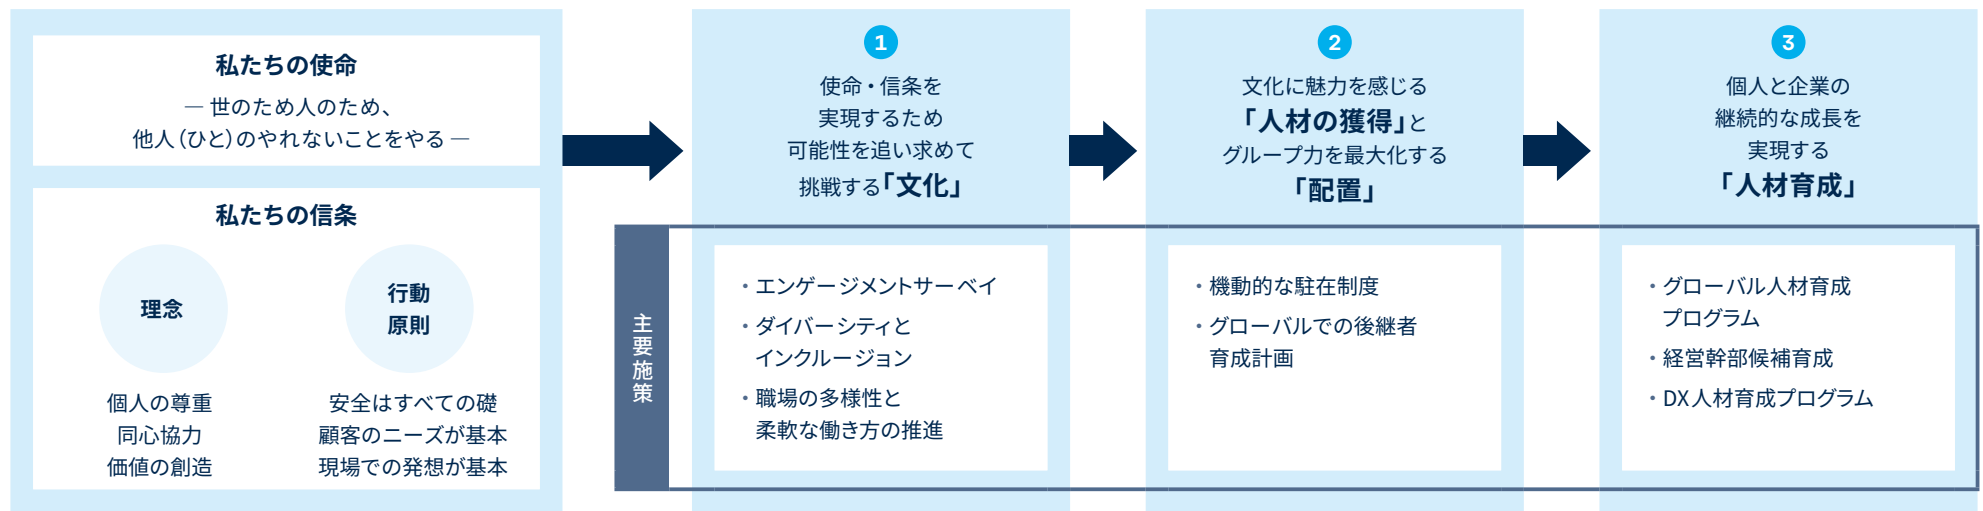 私たちの使命
― 世のため人のため、
他人（ひと）のやれないことをやる ―
私たちの信条
理念
個人の尊重
同心協力
価値の創造
行動
原則
安全はすべての礎
顧客のニーズが基本
現場での発想が基本
1
使命・信条を
実現するため
可能性を追い求めて
挑戦する「文化」
2
文化に魅力を感じる
「人材の獲得」と
グループ力を最大化する
「配置」
3
個人と企業の
継続的な成長を
実現する
「人材育成」
主要施策
・エンゲージメントサーベイ
・ダイバーシティと
インクルージョン
・職場の多様性と
柔軟な働き方の推進
・機動的な駐在制度
・グローバルでの後継者
育成計画
・グローバル人材育成
プログラム
・経営幹部候補育成
・DX人材育成プログラム